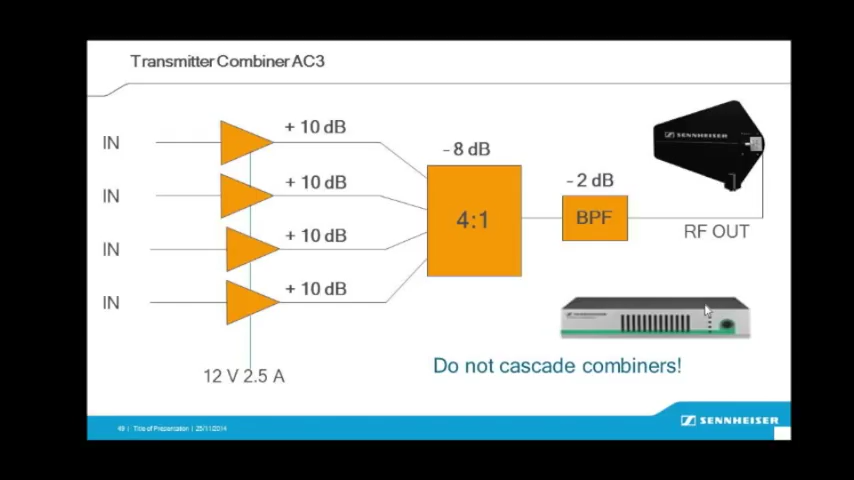 Transmitter Combiner AC3
+ 10 dB
IN
- 8 dB
SENNHEISER
+ 10 dB
IN
- 2 dB
4:1
BPF
RF OUT
+ 10 dB
IN
+ 10 dB
IN
Do not cascade combiners!
12 V 2.5 A
49 | Title of Presentation | 25/11/2014
SENNHEISER